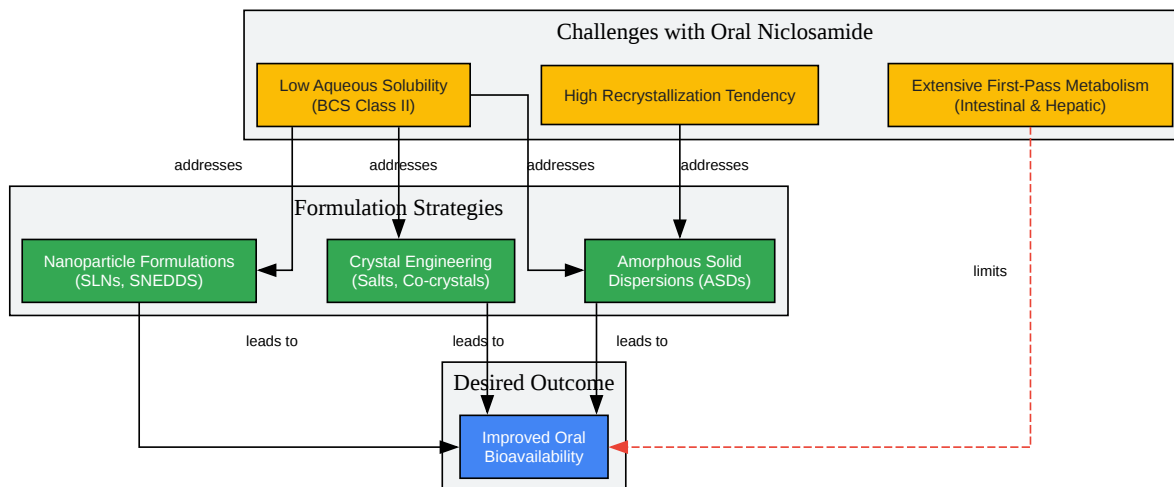 Challenges with Oral Niclosamide
Low Aqueous Solubility
(BCS Class II)
High Recrystallization Tendency
Extensive First-Pass Metabolism
(Intestinal & Hepatic)
addresses
addresses
addresses
addresses
Formulation Strategies
Nanoparticle Formulations
(SLNs, SNEDDS)
Crystal Engineering
(Salts, Co-crystals)
Amorphous Solid
Dispersions (ASDs)
limits
leads to
leads to
leads to
Desired Outcome
Improved Oral
Bioavailability